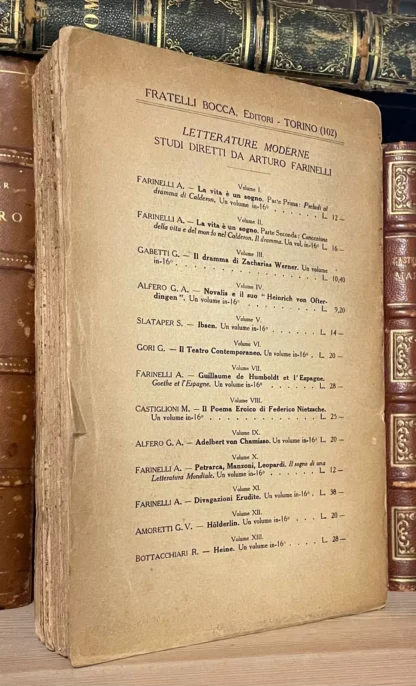 FRATELLI BOCCA, EDITORI - TORINO (102)
LETTERATURE MODERNE
STUDI DIRETTI DA ARTURO FARINELLI
Volume I.
FARINELLI A. — La vita è un sogno. Parte Prima: Preludi al
dramma di Calderon. Un volume in-16° . . . . . . . L. 12 —
Volume II.
FARINELLI A. — La vita è un sogno. Parte Seconda: Concezione
della vita e del mondo nel Calderon. Il dramma. Un vol. in-16° L. 16 —
Volume III.
GABETTI G. — Il dramma di Zacharias Werner. Un volume
in-16° . . . . . . . . . . . . . . . . . L. 10,40
Volume IV.
ALFERO G. A. — Novalis e il suo " Heinrich von Ofter-
dingen ". Un volume in-16° . . . . . . . . . L. 9,20
Volume V.
SLATAPER S. — Ibsen. Un volume in-16° . . . . . . . L. 14 —
Volume VI.
GORI G. — Il Teatro Contemporaneo. Un volume in-16° . L. 20 —
Volume VII.
FARINELLI A. — Guillaume de Humboldt et l'Espagne.
Goethe et l'Espagne. Un volume in-16° . . . . . . L. 28 —
Volume VIII.
CASTIGLIONI M. — Il Poema Eroico di Federico Nietzsche.
Un volume in-16° . . . . . . . . . . . . . L. 25 —
Volume IX.
ALFERO G. A. — Adelbert von Chamisso. Un volume in-16° L. 20 —
Volume X.
FARINELLI A. — Petrarca, Manzoni, Leopardi, Il sogno di una
Letteratura Mondiale. Un volume in-16° . . . . . . L. 12 —
Volume XI.
FARINELLI A. — Divagazioni Erudite. Un volume in-16° . L. 38 —
Volume XII.
AMORETTI G. V. — Hölderlin. Un volume in-16° . . . . L. 20 —
Volume XIII.
BOTTACCHIARI R. — Heine. Un volume in-16° . . . . . L. 28 —